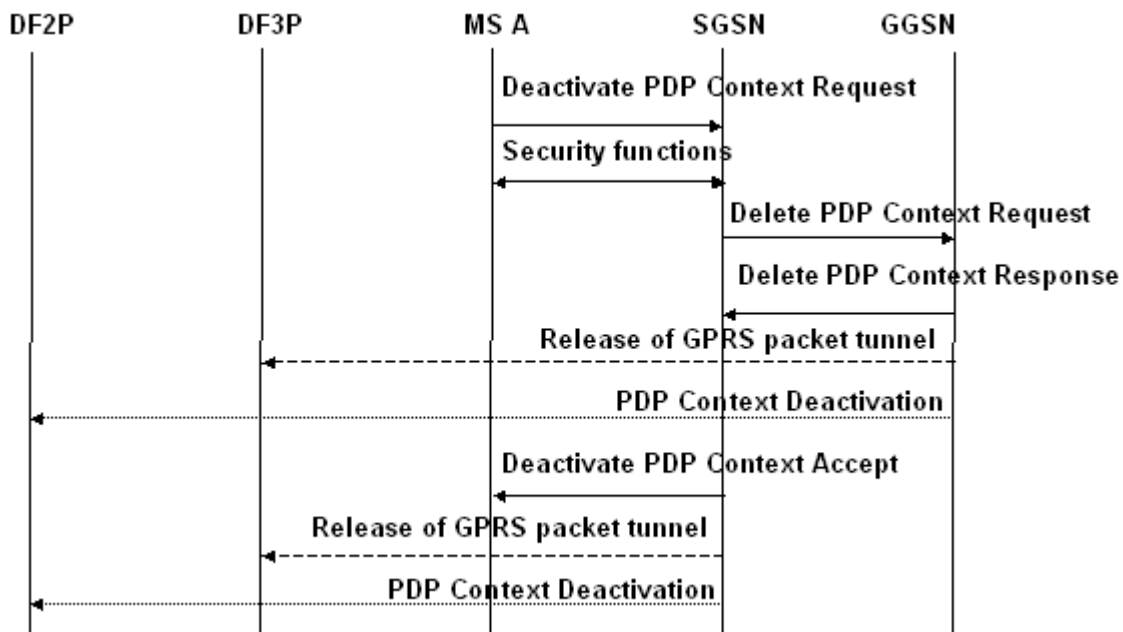 DF2P DF3P MS A SGSN GGSN
Deactivate PDP Context Request
Security functions
Delete PDP Context Request
Delete PDP Context Response
Release of GPRS packet tunnel
PDP Context Deactivation
Deactivate PDP Context Accept
Release of GPRS packet tunnel
PDP Context Deactivation